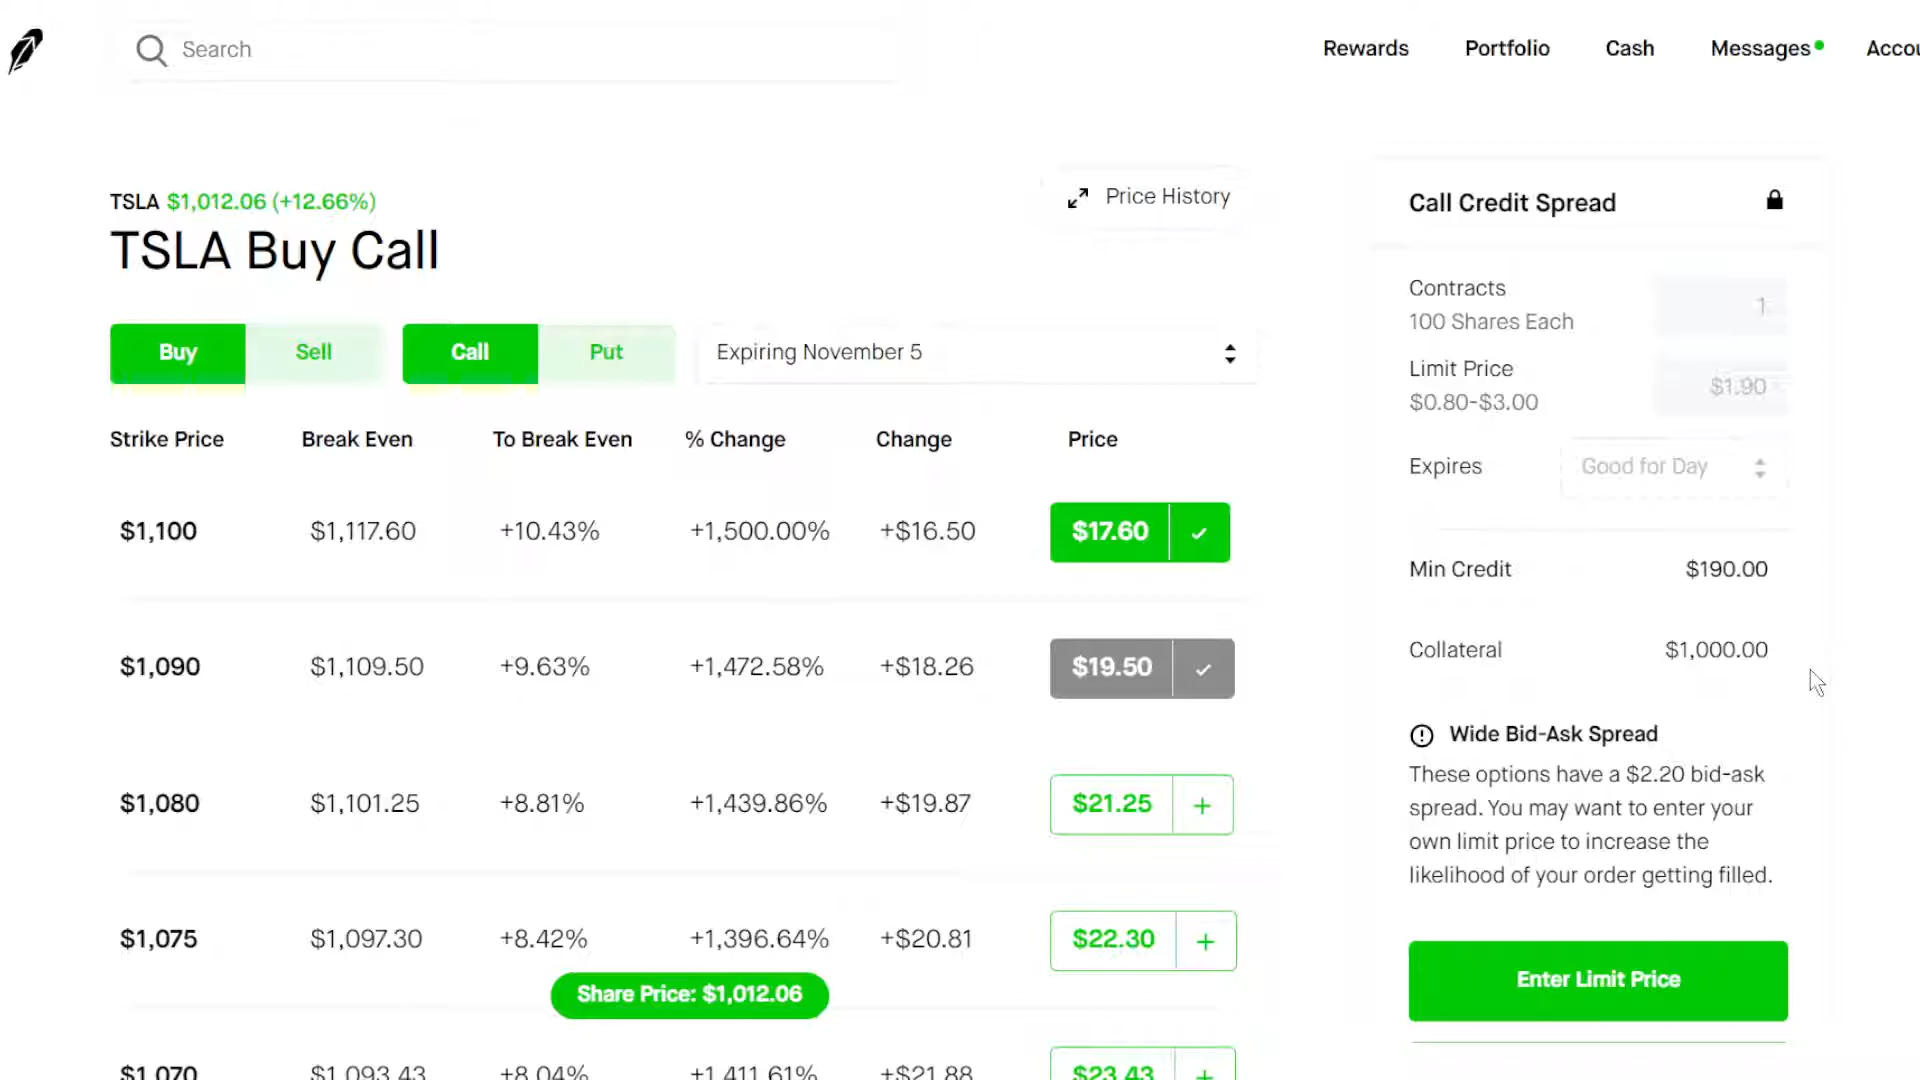 Search
Rewards Portfolio Cash Messages Accou
TSLA $1,012.06 (+12.66%)
TSLA Buy Call
Price History
Buy Sell Call Put Expiring November 5
Strike Price Break Even To Break Even % Change Change Price
$1,100 $1,117.60 +10.43% +1,500.00% +$16.50 $17.60
$1,090 $1,109.50 +9.63% +1,472.58% +$18.26 $19.50
$1,080 $1,101.25 +8.81% +1,439.86% +$19.87 $21.25 +
$1,075 $1,097.30 +8.42% +1,396.64% +$20.81 $22.30 +
Share Price: $1,012.06
$1,070 $1,093.43 +8.04% +1,411.61% +$21.88 $23.43 +
Call Credit Spread
Contracts 1
100 Shares Each
Limit Price $1.90
$0.80-$3.00
Expires Good for Day
Min Credit $190.00
Collateral $1,000.00
Wide Bid-Ask Spread
These options have a $2.20 bid-ask
spread. You may want to enter your
own limit price to increase the
likelihood of your order getting filled.
Enter Limit Price